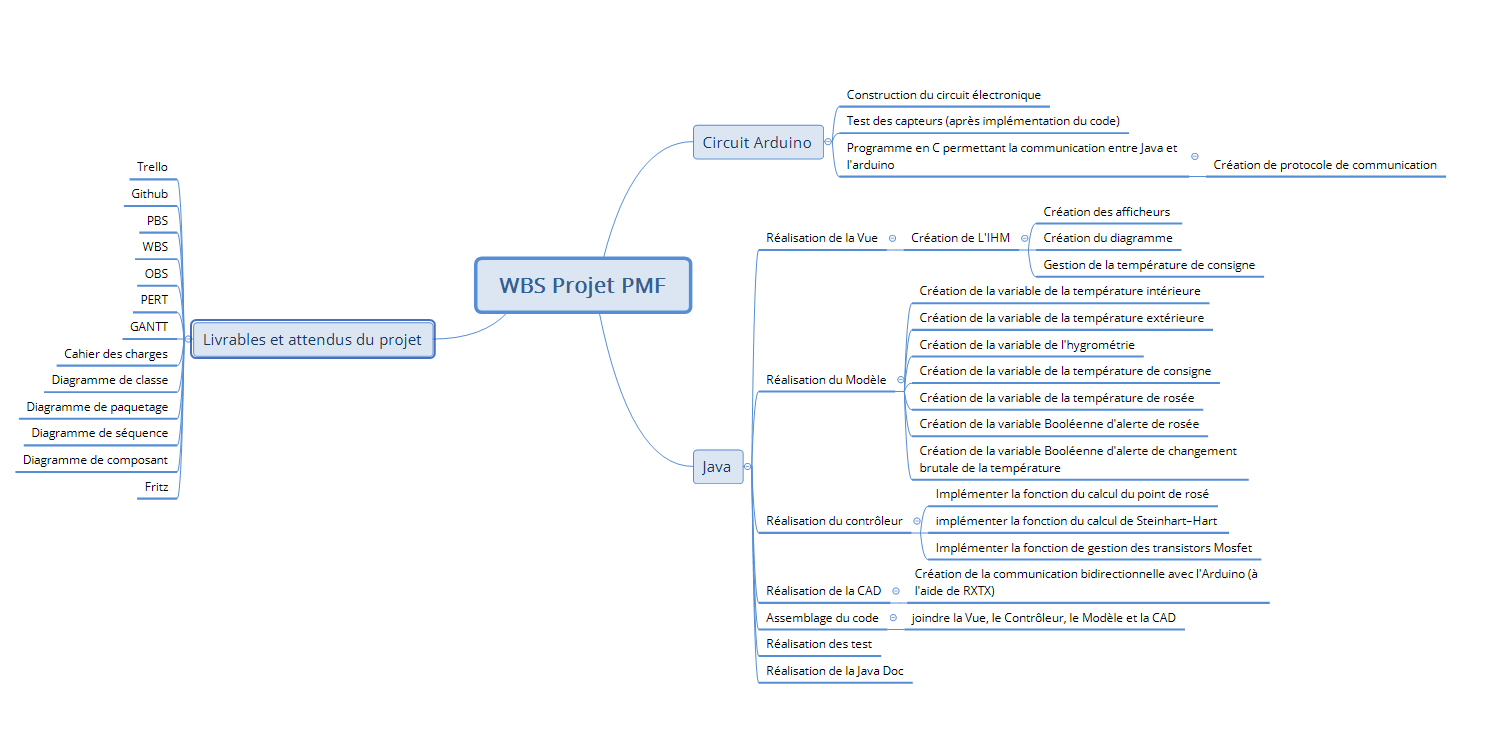 WBS Projet PMF
Circuit Arduino
Construction du circuit électronique
Test des capteurs (après implémentation du code)
Programme en C permettant la communication entre Java et
l'arduino
Création de protocole de communication
Java
Réalisation de la Vue
Création de L'IHM
Création des afficheurs
Création du diagramme
Gestion de la température de consigne
Réalisation du Modèle
Création de la variable de la température intérieure
Création de la variable de la température extérieure
Création de la variable de l'hygrométrie
Création de la variable de la température de consigne
Création de la variable de la température de rosée
Création de la variable Booléenne d'alerte de rosée
Création de la variable Booléenne d'alerte de changement
brutale de la température
Réalisation du contrôleur
Implémenter la fonction du calcul du point de rosé
implémenter la fonction du calcul de Steinhart–Hart
Implémenter la fonction de gestion des transistors Mosfet
Réalisation de la CAD
Création de la communication bidirectionnelle avec l'Arduino (à
l'aide de RXTX)
Assemblage du code
joindre la Vue, le Contrôleur, le Modèle et la CAD
Réalisation des test
Réalisation de la Java Doc
Livrables et attendus du projet
Trello
Github
PBS
WBS
OBS
PERT
GANTT
Cahier des charges
Diagramme de classe
Diagramme de paquetage
Diagramme de séquence
Diagramme de composant
Fritz